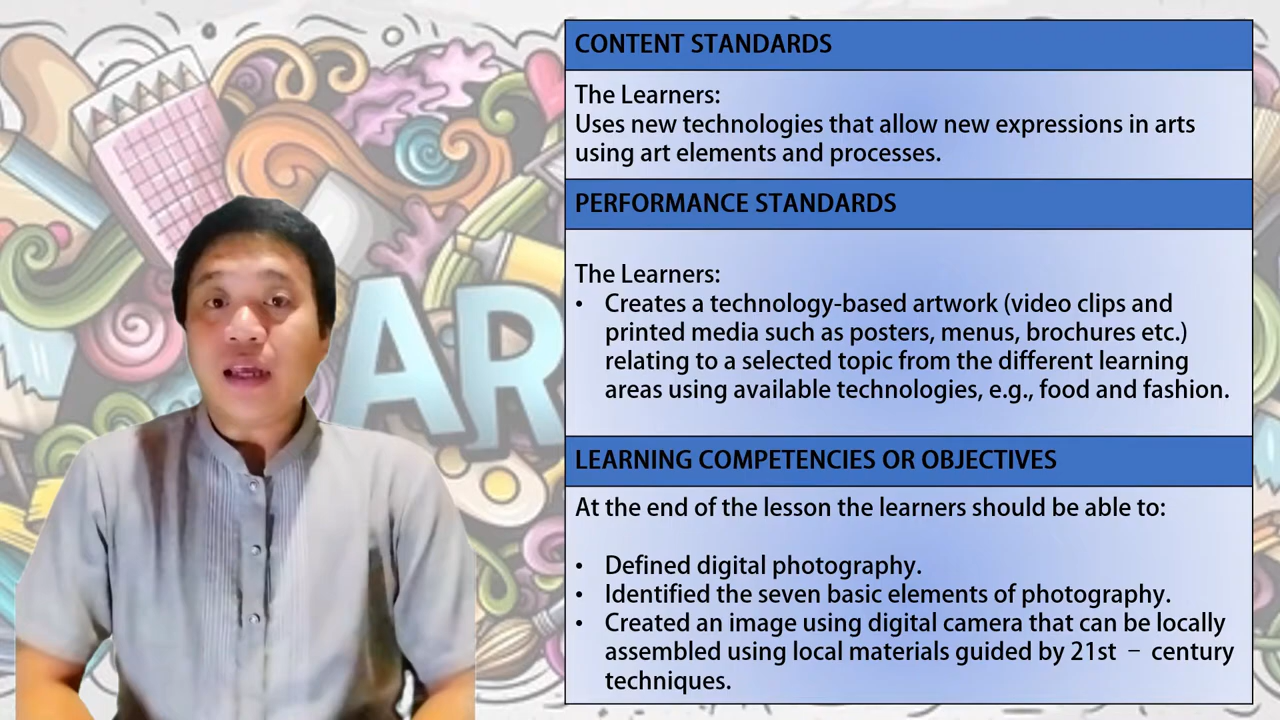 AR
CONTENT STANDARDS
The Learners:
Uses new technologies that allow new expressions in arts
using art elements and processes.
PERFORMANCE STANDARDS
The Learners:
• Creates a technology-based artwork (video clips and
printed media such as posters, menus, brochures etc.)
relating to a selected topic from the different learning
areas using available technologies, e.g., food and fashion.
LEARNING COMPETENCIES OR OBJECTIVES
At the end of the lesson the learners should be able to:
• Defined digital photography.
• Identified the seven basic elements of photography.
• Created an image using digital camera that can be locally
assembled using local materials guided by 21st – century
techniques.